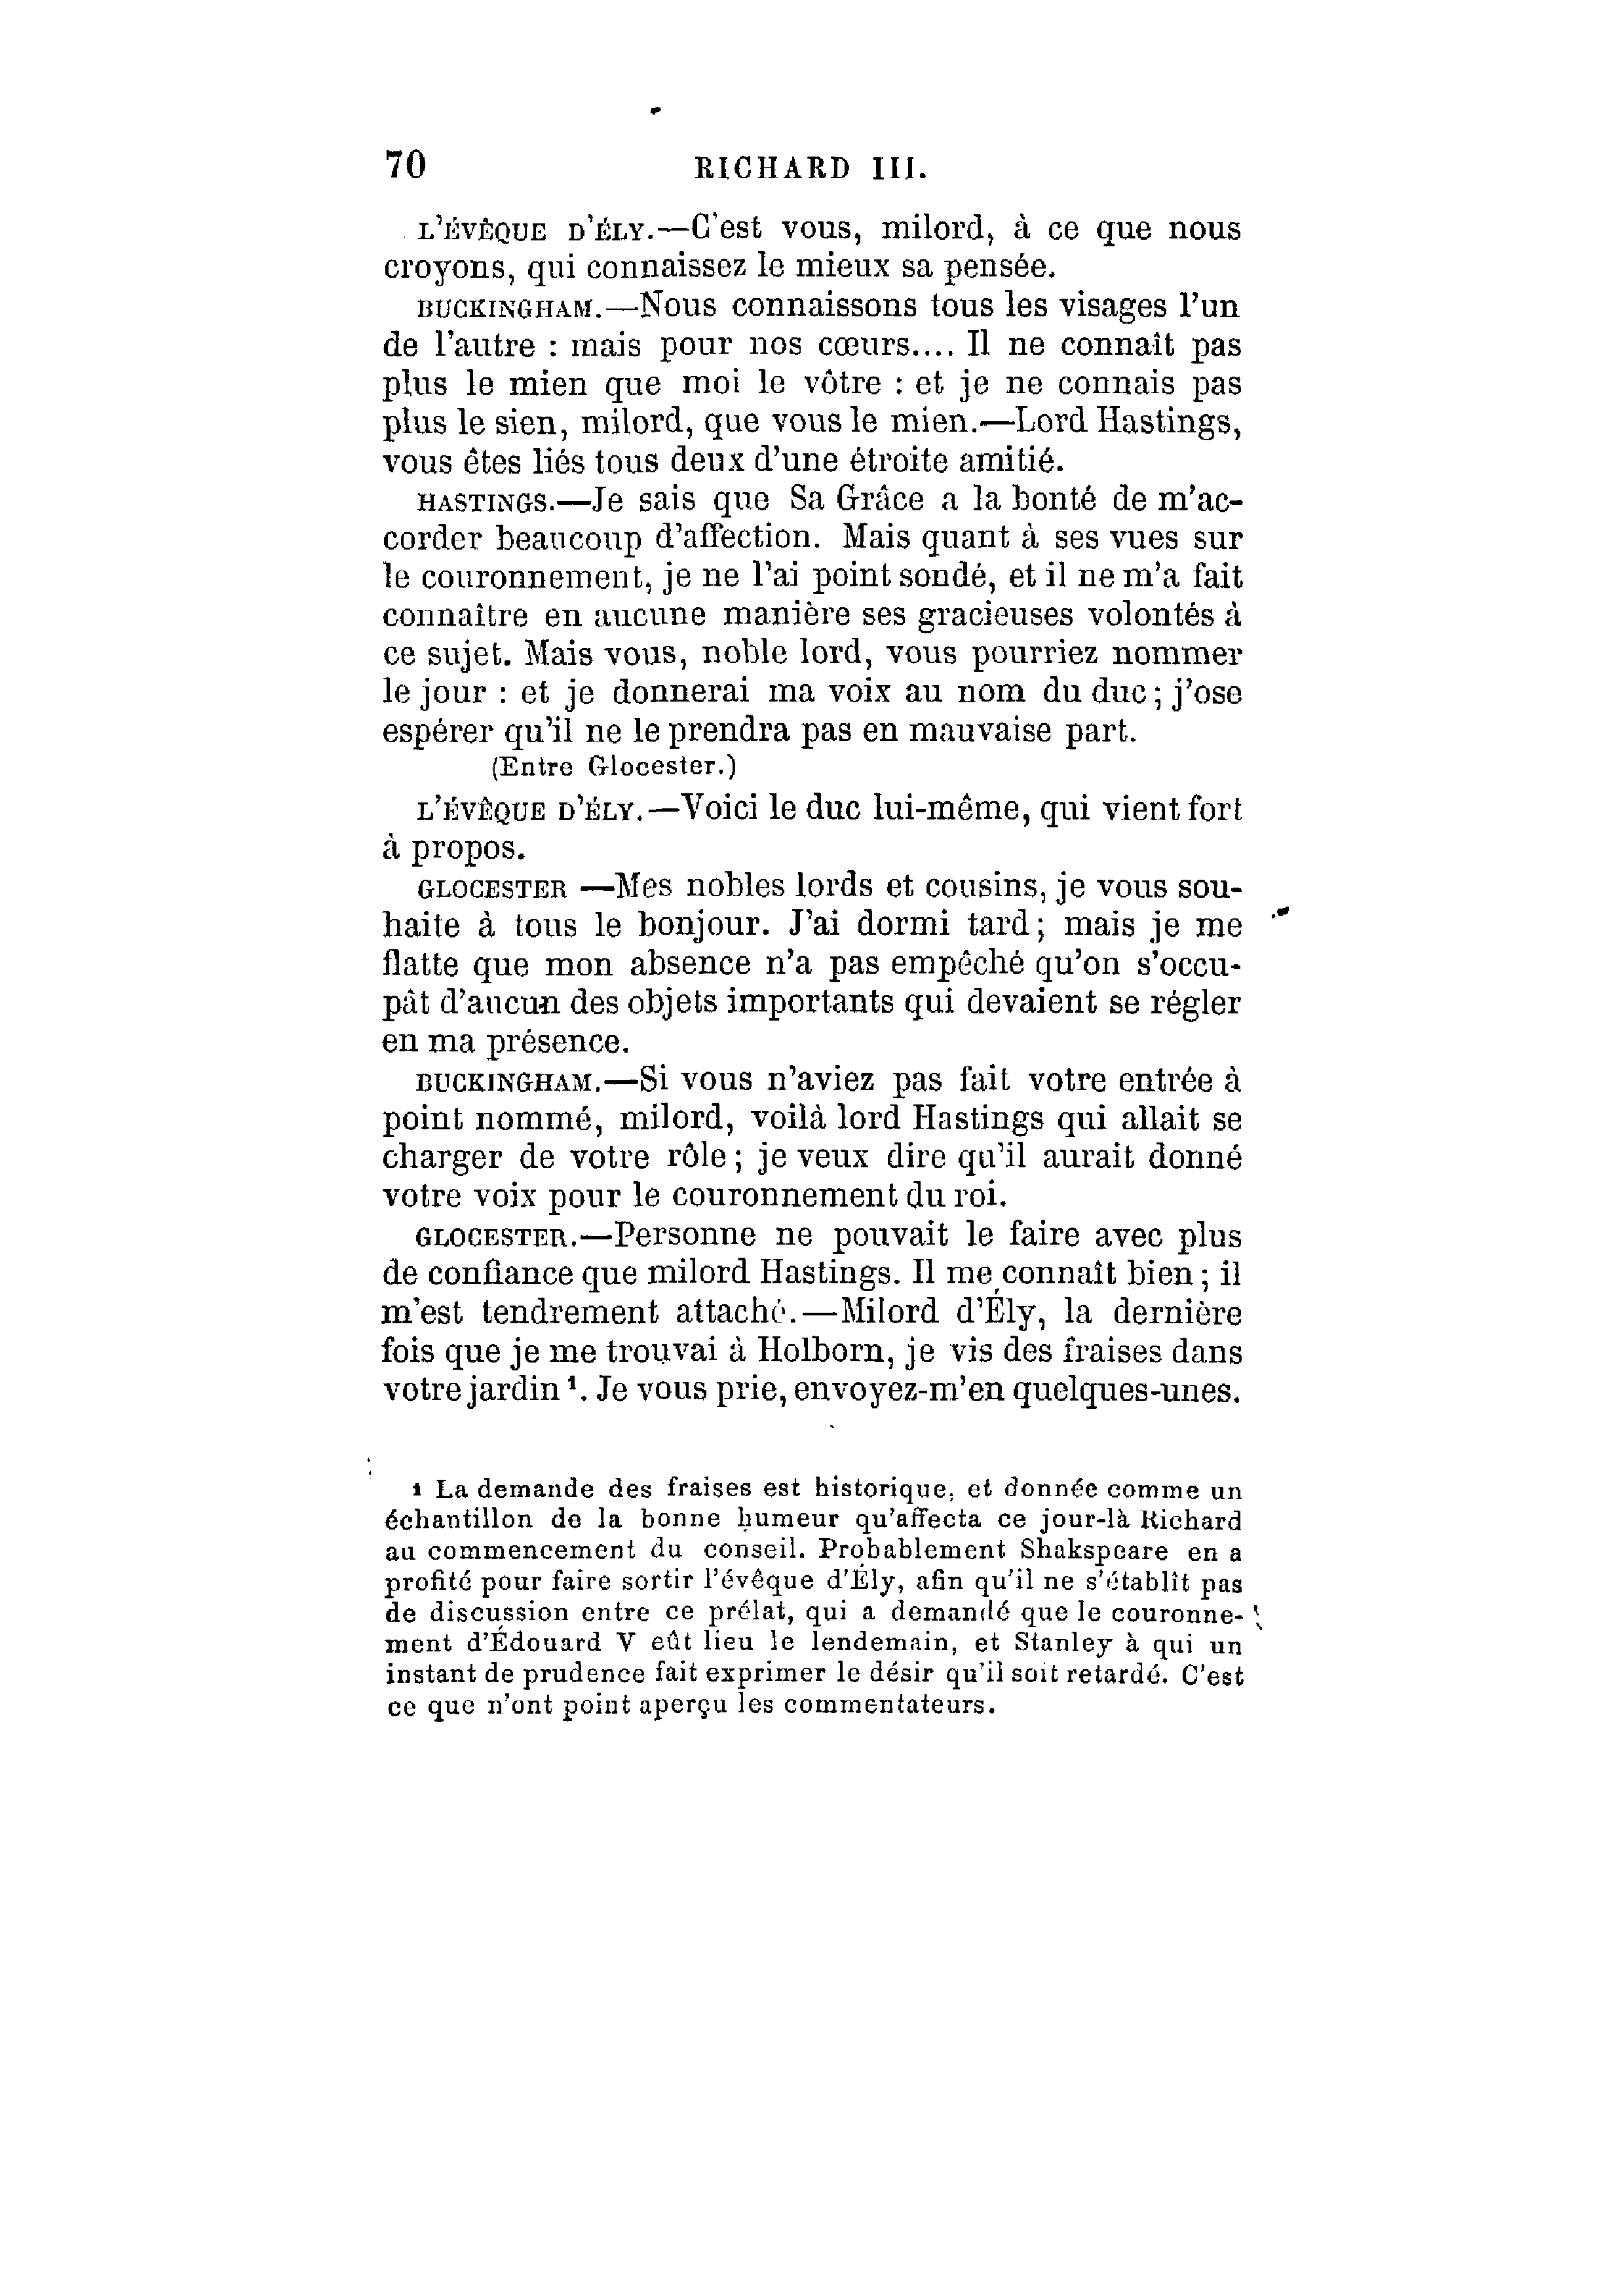 70 RICHARD III.
L'ÉVÊQUE D'ÉLY.—C'est vous, milord, à ce que nous
croyons, qui connaissez le mieux sa pensée.
BUCKINGHAM.—Nous connaissons tous les visages l'un
de l'autre : mais pour nos cœurs.... Il ne connaît pas
plus le mien que moi le vôtre : et je ne connais pas
plus le sien, milord, que vous le mien.—Lord Hastings,
vous êtes liés tous deux d'une étroite amitié.
HASTINGS.—Je sais que Sa Grâce a la bonté de m'ac-
corder beaucoup d'affection. Mais quant à ses vues sur
le couronnement, je ne l'ai point sondé, et il ne m'a fait
connaître en aucune manière ses gracieuses volontés à
ce sujet. Mais vous, noble lord, vous pourriez nommer
le jour : et je donnerai ma voix au nom du duc ; j'ose
espérer qu'il ne le prendra pas en mauvaise part.
(Entre Glocester.)
L'ÉVÊQUE D'ÉLY.—Voici le duc lui-même, qui vient fort
à propos.
GLOCESTER —Mes nobles lords et cousins, je vous sou-
haite à tous le bonjour. J'ai dormi tard ; mais je me
flatte que mon absence n'a pas empêché qu'on s'occu-
pât d'aucun des objets importants qui devaient se régler
en ma présence.
BUCKINGHAM.—Si vous n'aviez pas fait votre entrée à
point nommé, milord, voilà lord Hastings qui allait se
charger de votre rôle ; je veux dire qu'il aurait donné
votre voix pour le couronnement du roi.
GLOCESTER.—Personne ne pouvait le faire avec plus
de confiance que milord Hastings. Il me connaît bien ; il
m'est tendrement attaché.—Milord d'Ély, la dernière
fois que je me trouvai à Holborn, je vis des fraises dans
votre jardin ¹. Je vous prie, envoyez-m'en quelques-unes.
¹ La demande des fraises est historique, et donnée comme un
échantillon de la bonne humeur qu'affecta ce jour-là Richard
au commencement du conseil. Probablement Shakspeare en a
profité pour faire sortir l'évêque d'Ély, afin qu'il ne s'établît pas
de discussion entre ce prélat, qui a demandé que le couronne-
ment d'Édouard V eût lieu le lendemain, et Stanley à qui un
instant de prudence fait exprimer le désir qu'il soit retardé. C'est
ce que n'ont point aperçu les commentateurs.